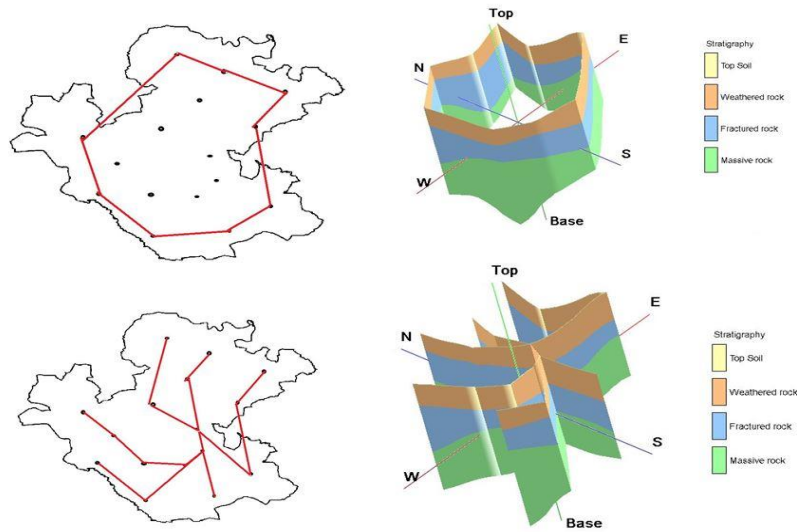 Top
N
E
W
S
Base
Stratigraphy
Top Soil
Weathered rock
Fractured rock
Massive rock
Top
N
E
W
S
Base
Stratigraphy
Top Soil
Weathered rock
Fractured rock
Massive rock